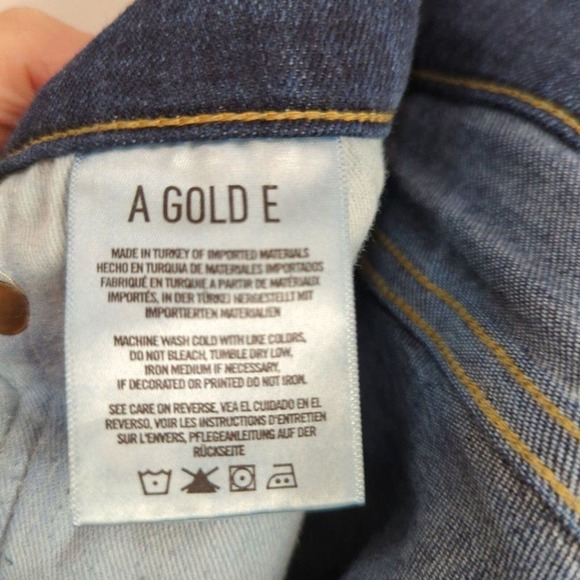 A GOLD E
MADE IN TURKEY OF IMPORTED MATERIALS
HECHO EN TURQUIA DE MATERIALES IMPORTADOS
FABRIQUÉ EN TURQUIE A PARTIR DE MATÉRIAUX
IMPORTÉS, IN DER TÜRKEI HERGESTELLT MIT
IMPORTIERTEN MATERIALIEN
MACHINE WASH COLD WITH LIKE COLORS,
DO NOT BLEACH, TUMBLE DRY LOW,
IRON MEDIUM IF NECESSARY,
IF DECORATED OR PRINTED DO NOT IRON.
SEE CARE ON REVERSE, VEA EL CUIDADO EN EL
REVERSO, VOIR LES INSTRUCTIONS D'ENTRETIEN
SUR L'ENVERS, PFLEGEANLEITUNG AUF DER
RÜCKSEITE